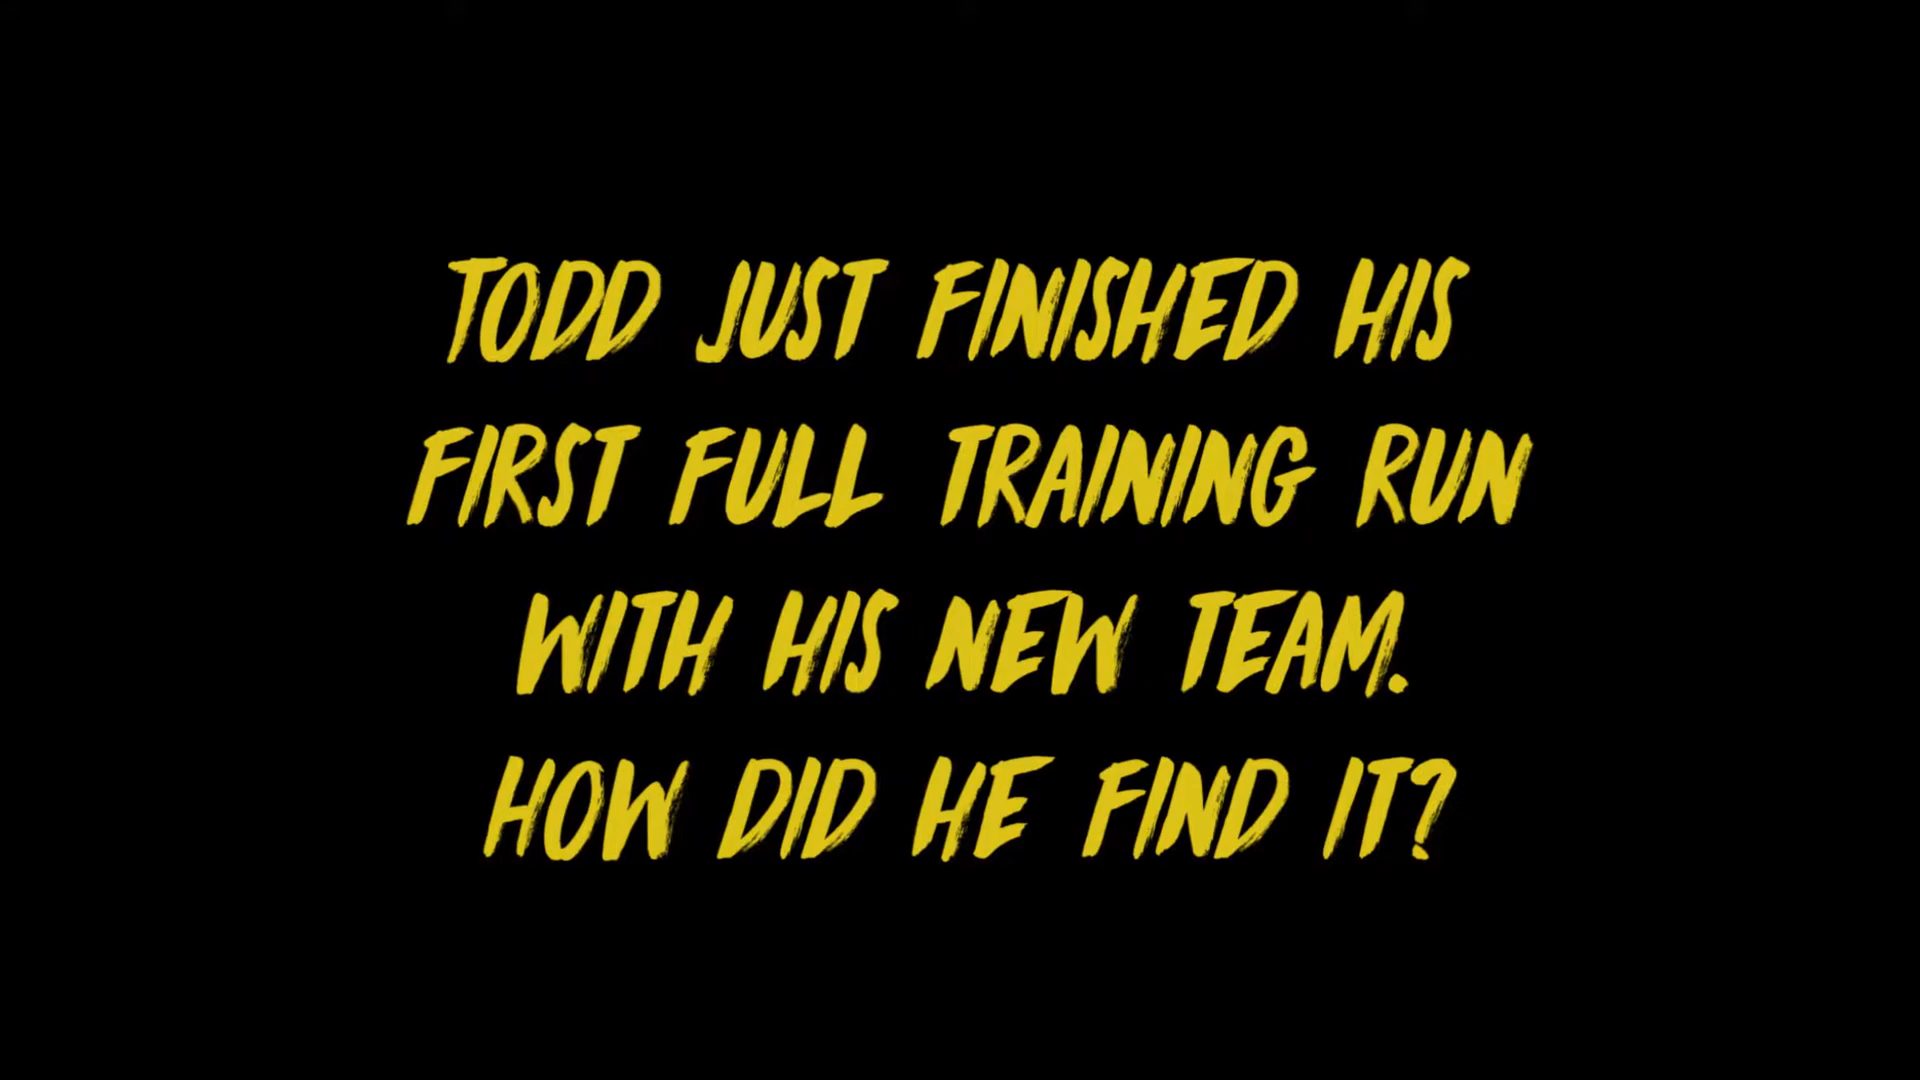 TODD JUST FINISHED HIS
FIRST FULL TRAINING RUN
WITH HIS NEW TEAM.
HOW DID HE FIND IT?